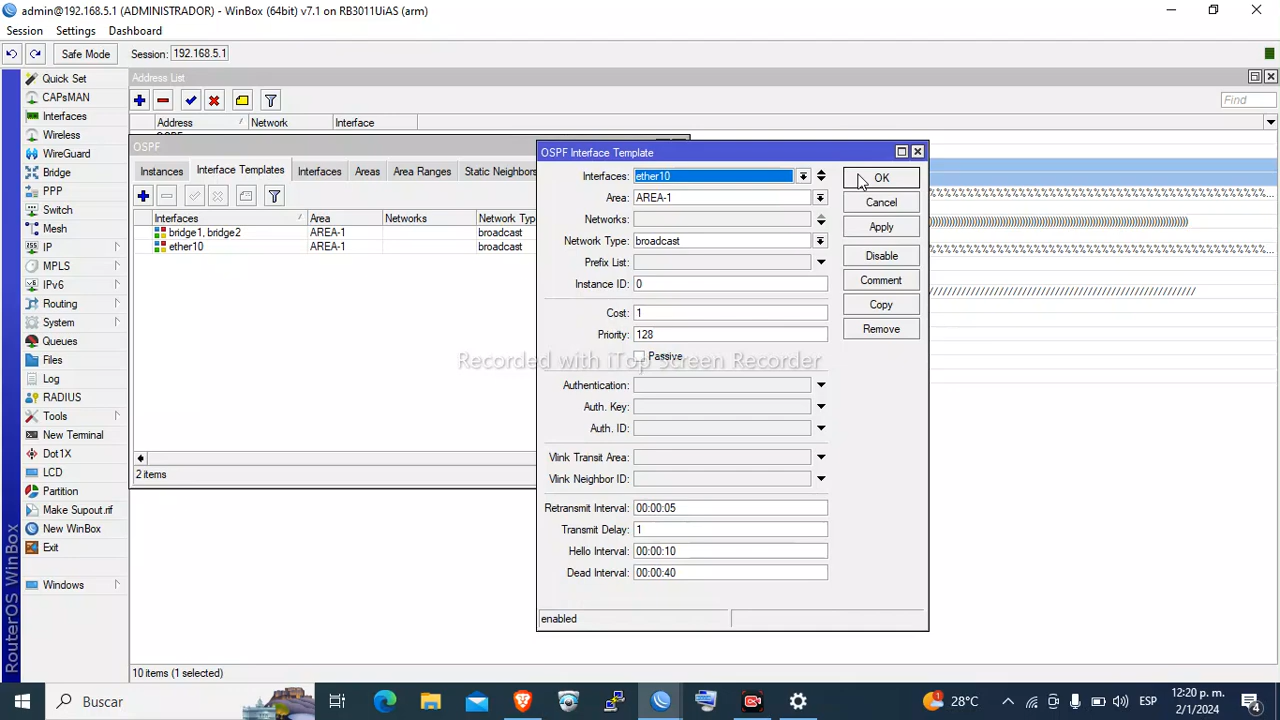 admin@192.168.5.1 (ADMINISTRADOR) - WinBox (64bit) v7.1 on RB3011UiAS (arm)
Session Settings Dashboard
Safe Mode Session: 192.168.5.1
Quick Set
CAPsMAN
Interfaces
Wireless
WireGuard
Bridge
PPP
Switch
Mesh
IP
MPLS
IPv6
Routing
System
Queues
Files
Log
RADIUS
Tools
New Terminal
Dot1X
LCD
Partition
Make Supout.rif
New WinBox
Exit
Windows
RouterOS WinBox
Address List
Find
Address Network Interface
OSPF
Instances Interface Templates Interfaces Areas Area Ranges Static Neighbors
Interfaces Area Networks Network Type
bridge1, bridge2 AREA-1 broadcast
ether10 AREA-1 broadcast
2 items
10 items (1 selected)
OSPF Interface Template
Interfaces: ether10
Area: AREA-1
Networks:
Network Type: broadcast
Prefix List:
Instance ID: 0
Cost: 1
Priority: 128
Passive
Authentication:
Auth. Key:
Auth. ID:
Vlink Transit Area:
Vlink Neighbor ID:
Retransmit Interval: 00:00:05
Transmit Delay: 1
Hello Interval: 00:00:10
Dead Interval: 00:00:40
enabled
OK
Cancel
Apply
Disable
Comment
Copy
Remove
Recorded with iTop Screen Recorder
Buscar
28°C
ESP
12:20 p. m.
2/1/2024
4